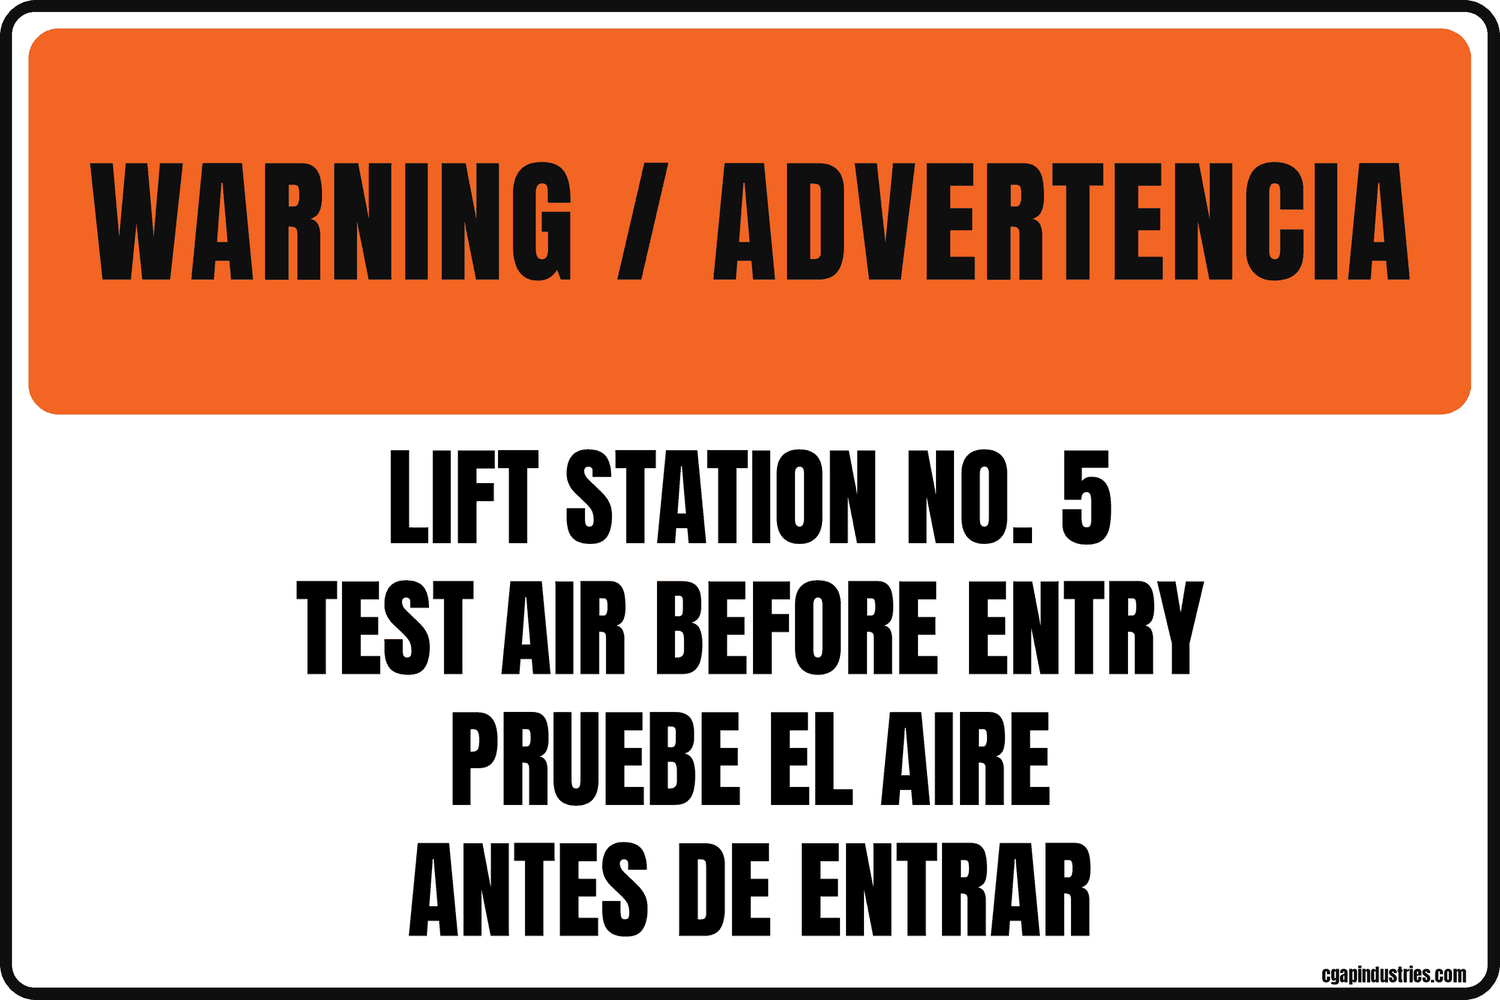 WARNING / ADVERTENCIA
LIFT STATION NO. 5
TEST AIR BEFORE ENTRY
PRUEBE EL AIRE
ANTES DE ENTRAR
cgapindustries.com